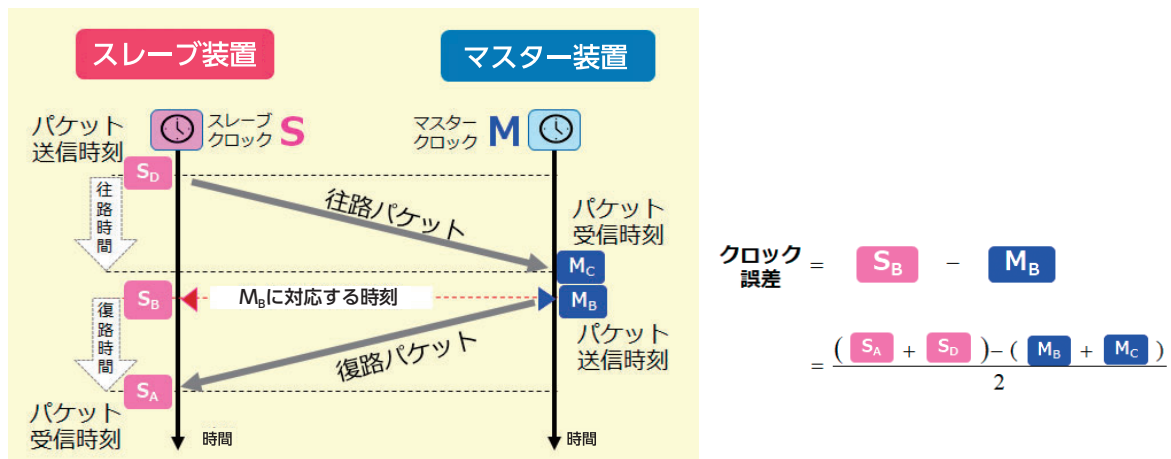 スレーブ装置
マスター装置
パケット
送信時刻
スレーブ
クロック S
マスター
クロック M
SD
往路時間
往路パケット
パケット
受信時刻
MC
SB
MBに対応する時刻
MB
復路時間
復路パケット
パケット
送信時刻
SA
パケット
受信時刻
時間
時間
クロック
誤差 = SB − MB
= (SA + SD)−(MB + MC)
2